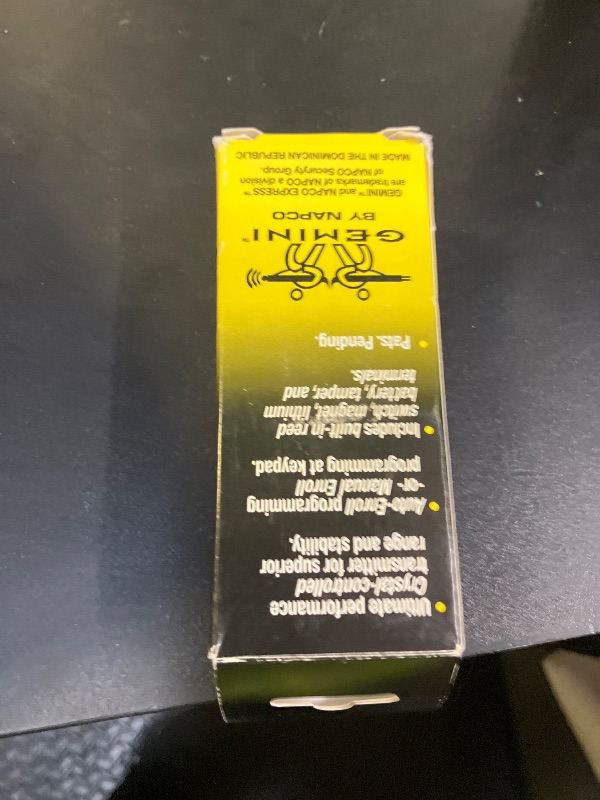 • Ultimate performance
Crystal-controlled
transmitter for superior
range and stability.
• Auto-Enroll programming
-or- Manual Enroll
programming at keypad.
• Includes built-in reed
switch, magnet, lithium
battery, tamper, and
terminals.
• Pats. Pending.
GEMINI™
BY NAPCO
GEMINI™ and NAPCO EXPRESS™
are trademarks of NAPCO a division
of NAPCO Security Group.
MADE IN THE DOMINICAN REPUBLIC